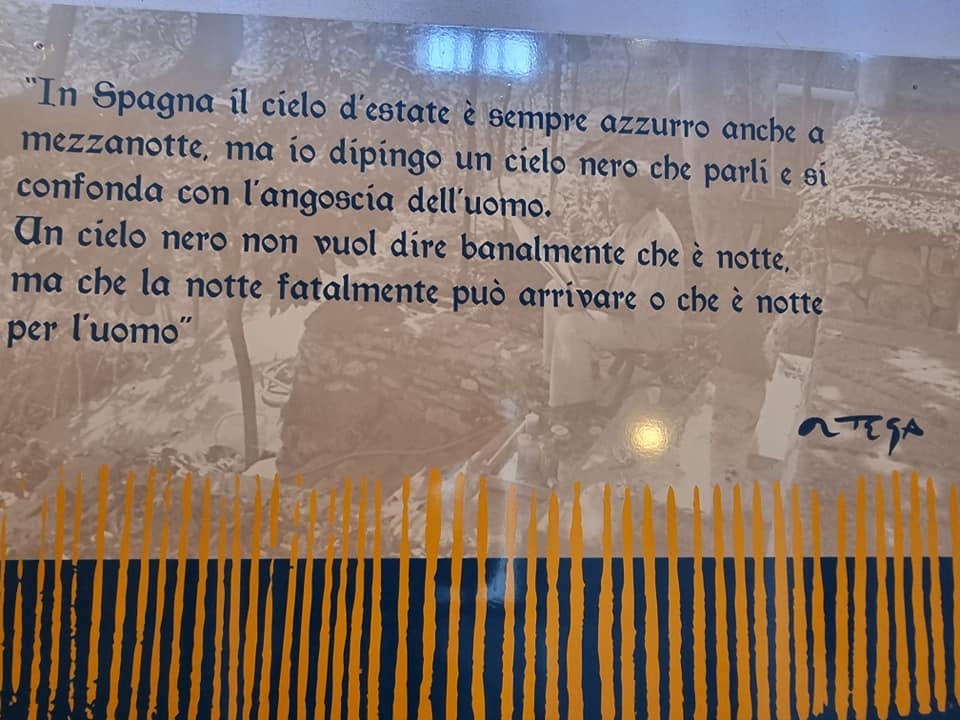 "In Spagna il cielo d'estate è sempre azzurro anche a
mezzanotte, ma io dipingo un cielo nero che parli e si
confonda con l'angoscia dell'uomo.
Un cielo nero non vuol dire banalmente che è notte,
ma che la notte fatalmente può arrivare o che è notte
per l'uomo"
ORTEGA